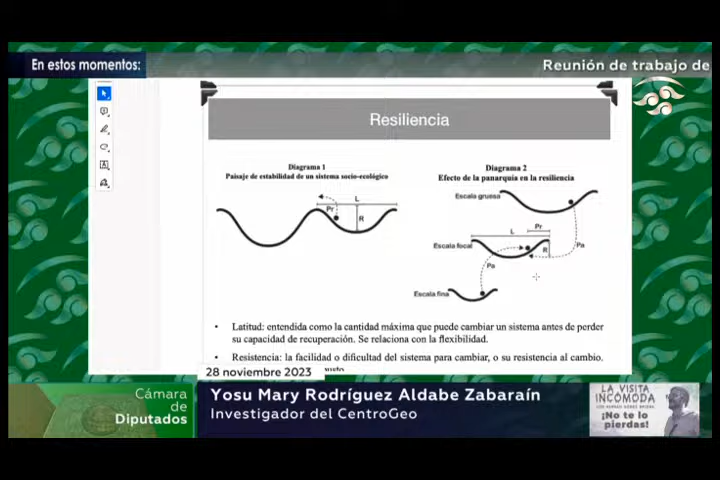 En estos momentos:
Reunión de trabajo de
Resiliencia
Diagrama 1
Paisaje de estabilidad de un sistema socio-ecológico
L
Pr
R
Diagrama 2
Efecto de la panarquía en la resiliencia
Escala gruesa
Pr
L
Escala focal
R
Pa
Pa
Escala fina
• Latitud: entendida como la cantidad máxima que puede cambiar un sistema antes de perder
su capacidad de recuperación. Se relaciona con la flexibilidad.
• Resistencia: la facilidad o dificultad del sistema para cambiar, o su resistencia al cambio.
28 noviembre 2023
Cámara
de
Diputados
Yosu Mary Rodríguez Aldabe Zabaraín
Investigador del CentroGeo
LA VISITA
INCÓMODA
¡No te lo
pierdas!